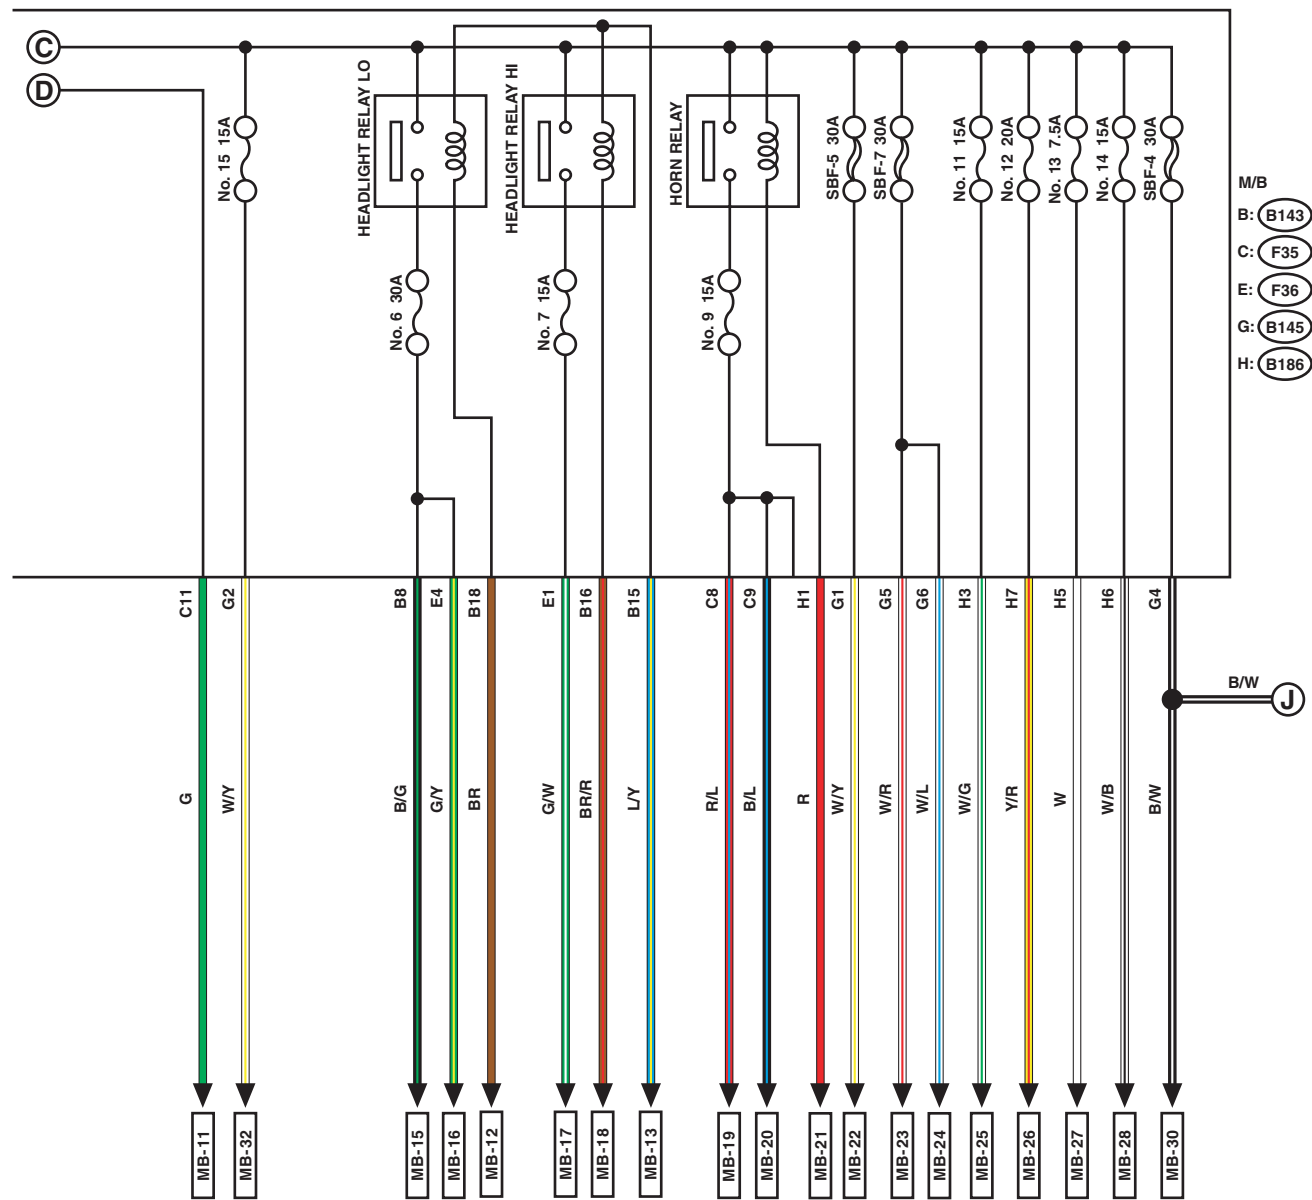 C
D
No. 15 15A
HEADLIGHT RELAY LO
HEADLIGHT RELAY HI
HORN RELAY
SBF-5 30A
SBF-7 30A
No. 11 15A
No. 12 20A
No. 13 7.5A
No. 14 15A
SBF-4 30A
M/B
B: B143
C: F35
E: F36
G: B145
H: B186
No. 6 30A
No. 7 15A
No. 9 15A
C11
G2
B8
E4
B18
E1
B16
B15
C8
C9
H1
G1
G5
G6
H3
H7
H5
H6
G4
B/W
J
G
W/Y
B/G
G/Y
BR
G/W
BR/R
L/Y
R/L
B/L
R
W/Y
W/R
W/L
W/G
Y/R
W
W/B
B/W
MB-11
MB-32
MB-15
MB-16
MB-12
MB-17
MB-18
MB-13
MB-19
MB-20
MB-21
MB-22
MB-23
MB-24
MB-25
MB-26
MB-27
MB-28
MB-30